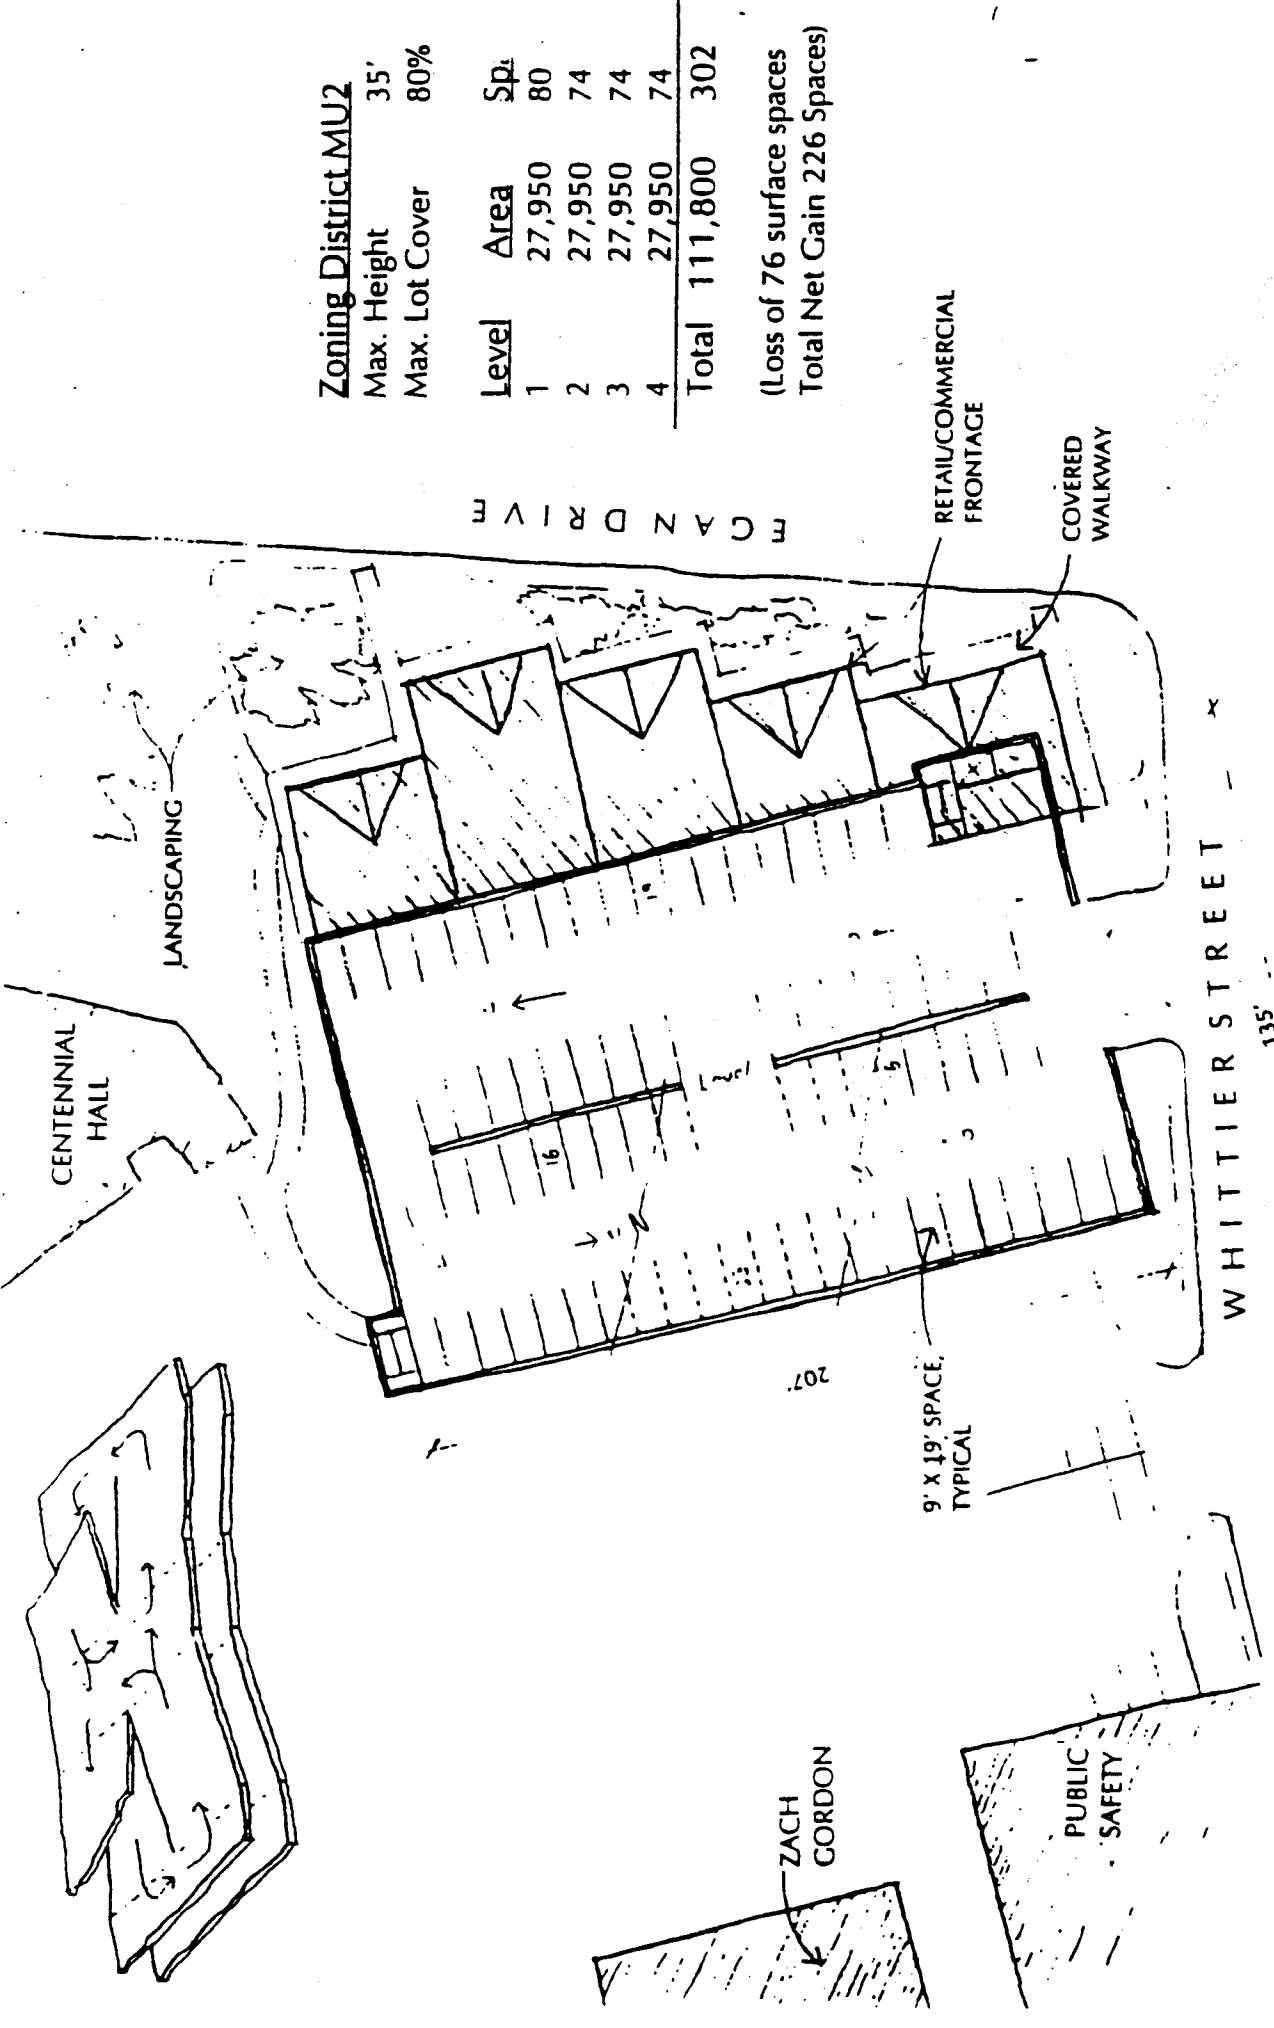 Zoning District MU2
Max. Height 35'
Max. Lot Cover 80%
Level Area Sp.
1 27,950 80
2 27,950 74
3 27,950 74
4 27,950 74
Total 111,800 302
(Loss of 76 surface spaces
Total Net Gain 226 Spaces)
EGAN DRIVE
RETAIL/COMMERCIAL
FRONTAGE
COVERED
WALKWAY
LANDSCAPING
CENTENNIAL
HALL
19
16
207'
9' X 19' SPACE,
TYPICAL
WHITTIER STREET
135'
ZACH
GORDON
PUBLIC
SAFETY